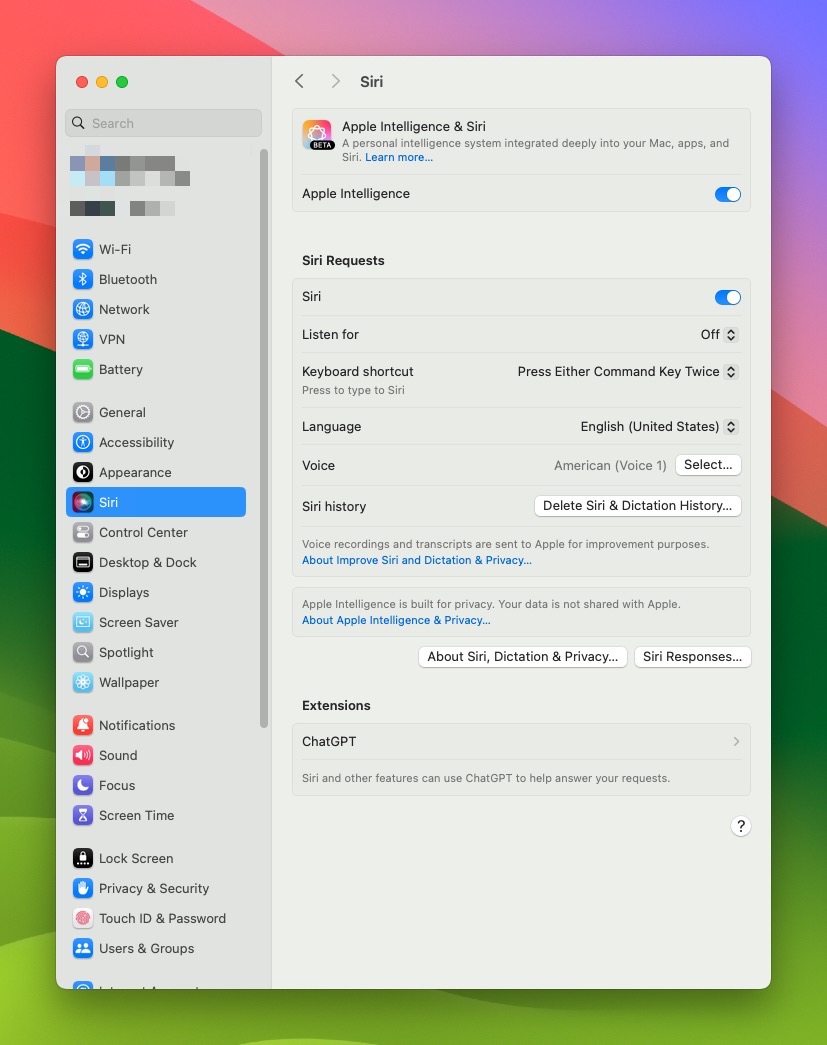 Search
Wi-Fi
Bluetooth
Network
VPN
Battery
General
Accessibility
Appearance
Siri
Control Center
Desktop & Dock
Displays
Screen Saver
Spotlight
Wallpaper
Notifications
Sound
Focus
Screen Time
Lock Screen
Privacy & Security
Touch ID & Password
Users & Groups
Siri
BETA
Apple Intelligence & Siri
A personal intelligence system integrated deeply into your Mac, apps, and
Siri. Learn more...
Apple Intelligence
Siri Requests
Siri
Listen for Off
Keyboard shortcut Press Either Command Key Twice
Press to type to Siri
Language English (United States)
Voice American (Voice 1) Select...
Siri history Delete Siri & Dictation History...
Voice recordings and transcripts are sent to Apple for improvement purposes.
About Improve Siri and Dictation & Privacy...
Apple Intelligence is built for privacy. Your data is not shared with Apple.
About Apple Intelligence & Privacy...
About Siri, Dictation & Privacy... Siri Responses...
Extensions
ChatGPT
Siri and other features can use ChatGPT to help answer your requests.
?